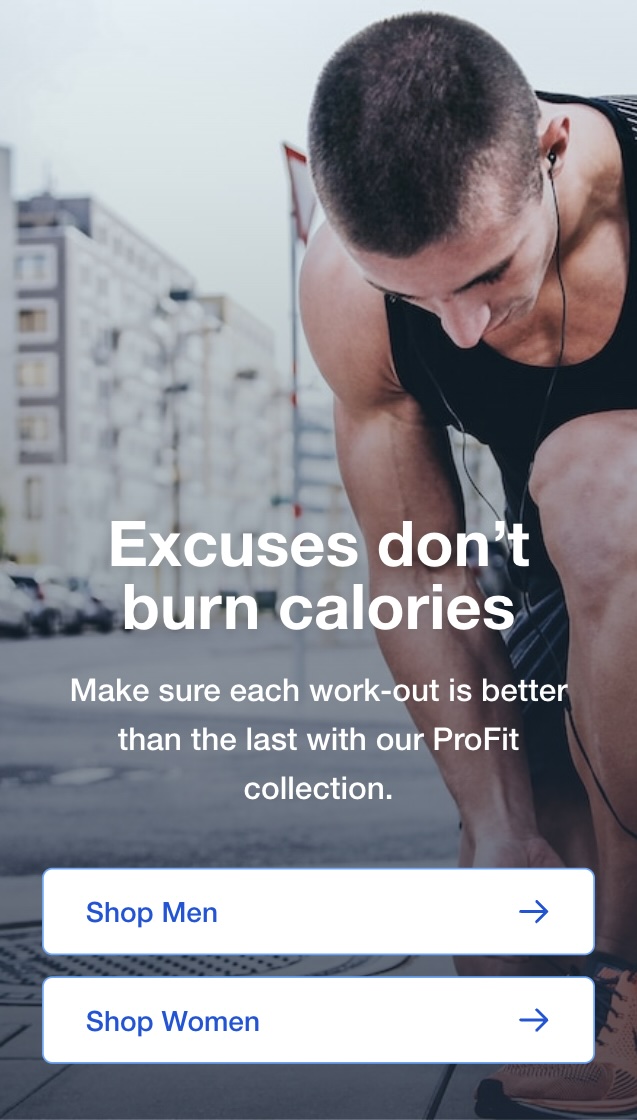 Excuses don’t
burn calories
Make sure each work-out is better
than the last with our ProFit
collection.
Shop Men
Shop Women